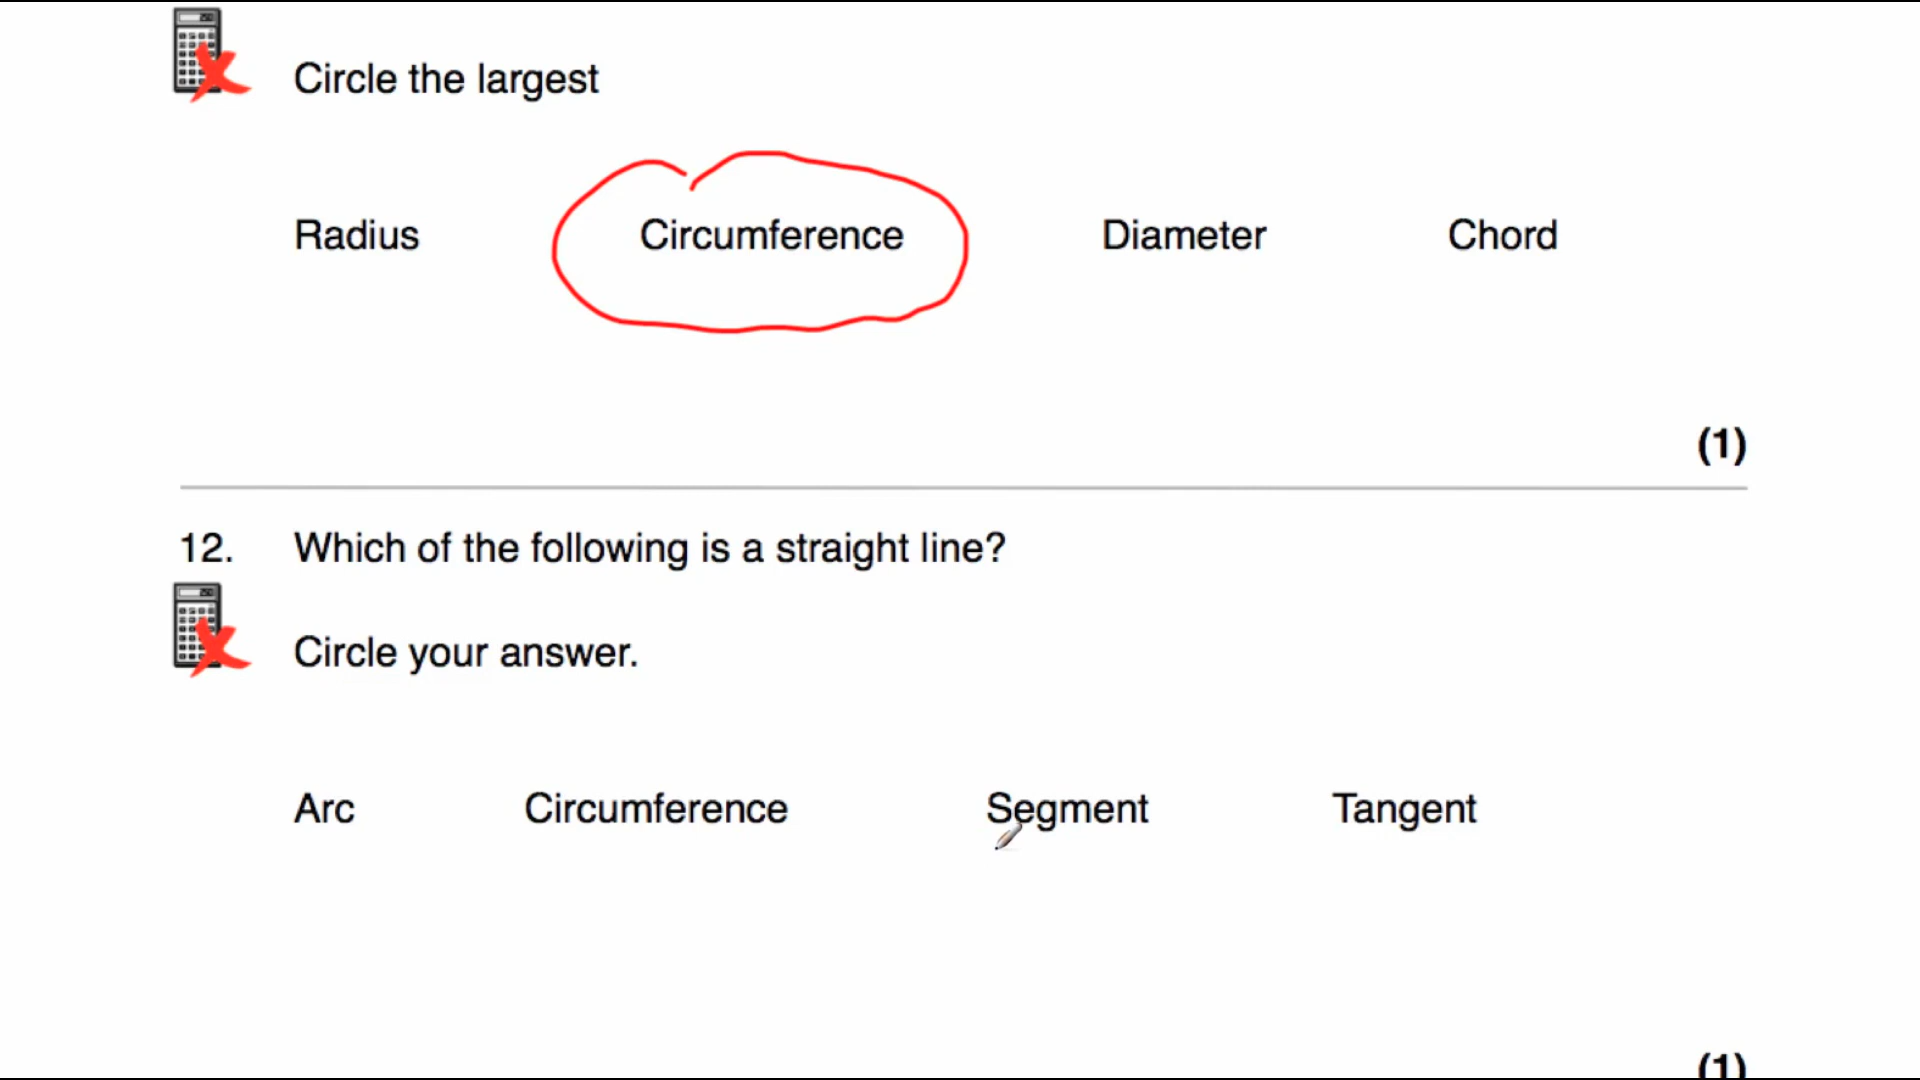 Circle the largest
Radius Circumference Diameter Chord
(1)
12. Which of the following is a straight line?
Circle your answer.
Arc Circumference Segment Tangent
(1)